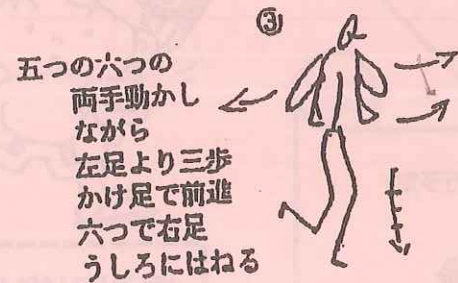 ③
五つの六つの
両手動かし
ながら
左足より三歩
かけ足で前進
六つで右足
うしろにはねる